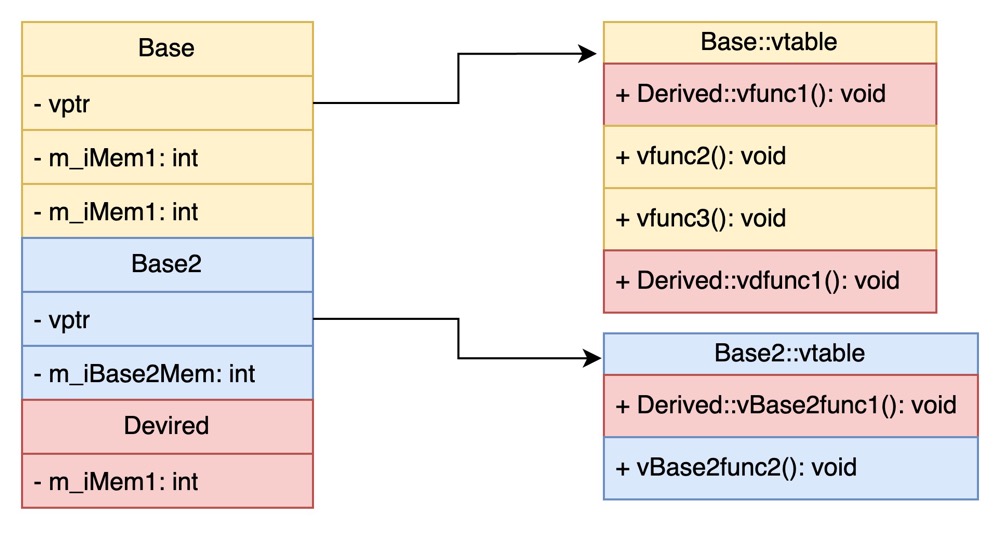 Base
- vptr
- m_iMem1: int
- m_iMem1: int
Base2
- vptr
- m_iBase2Mem: int
Devired
- m_iMem1: int
Base::vtable
+ Derived::vfunc1(): void
+ vfunc2(): void
+ vfunc3(): void
+ Derived::vdfunc1(): void
Base2::vtable
+ Derived::vBase2func1(): void
+ vBase2func2(): void